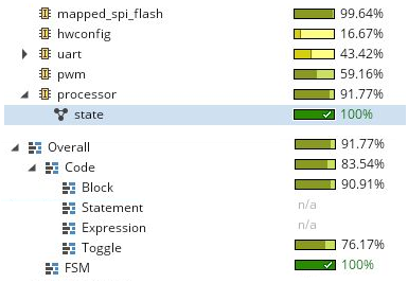 mapped_spi_flash 99.64%
hwconfig 16.67%
uart 43.42%
pwm 59.16%
processor 91.77%
state 100%
Overall 91.77%
Code 83.54%
Block 90.91%
Statement n/a
Expression n/a
Toggle 76.17%
FSM 100%